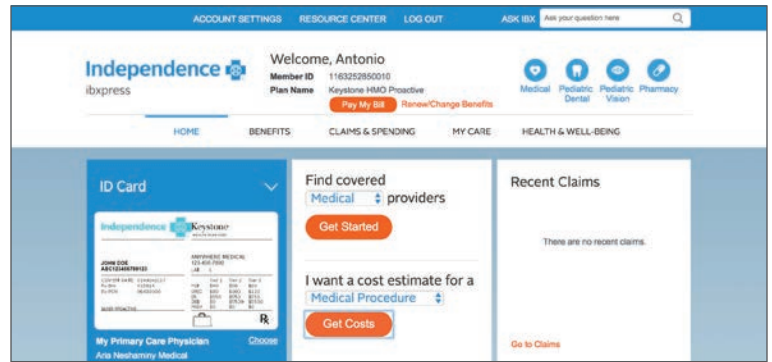 ACCOUNT SETTINGS RESOURCE CENTER LOG OUT ASK IBX Ask your question here
Independence
ibxpress
Welcome, Antonio
Member ID 1163252850010
Plan Name Keystone HMO Proactive
Pay My Bill Renew/Change Benefits
Medical Pediatric Dental Pediatric Vision Pharmacy
HOME BENEFITS CLAIMS & SPENDING MY CARE HEALTH & WELL-BEING
ID Card
Independence Keystone
JOHN DOE
ANYWHERE MEDICAL
My Primary Care Physician Choose
Aria Neshaminy Medical
Find covered
Medical providers
Get Started
I want a cost estimate for a
Medical Procedure
Get Costs
Recent Claims
There are no recent claims.
Go to Claims